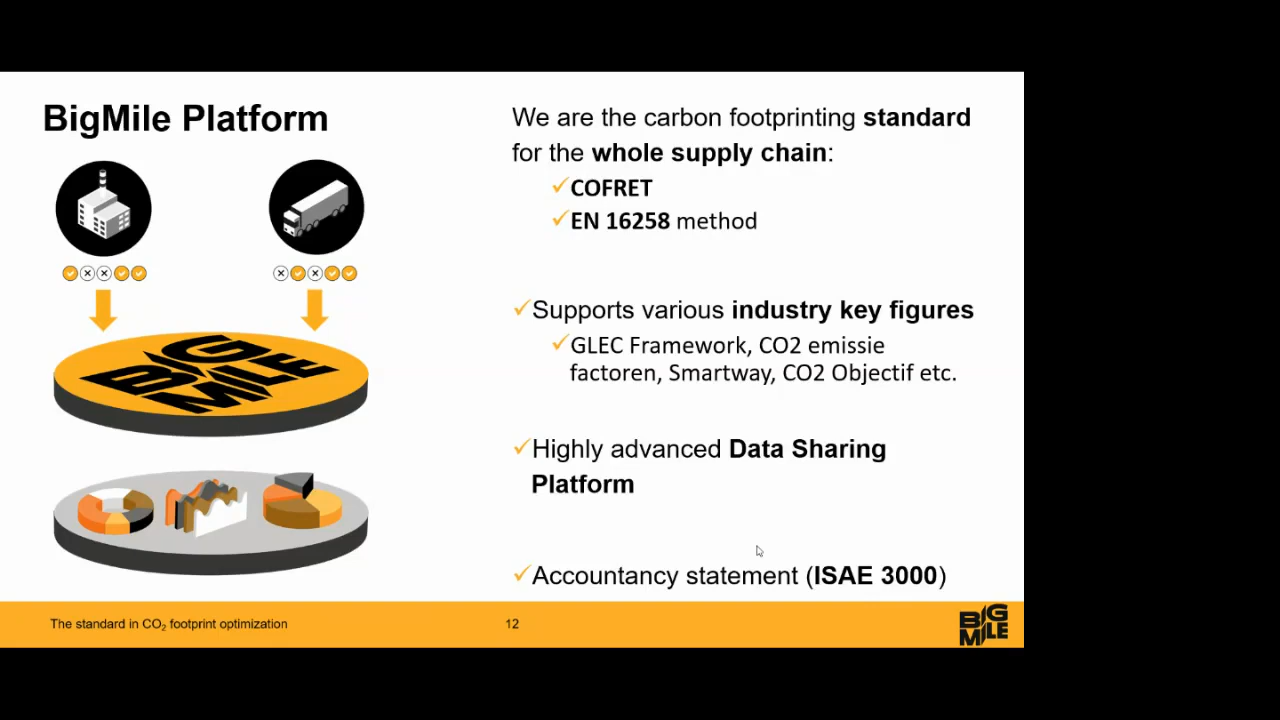 BigMile Platform
BIG
MILE
We are the carbon footprinting standard
for the whole supply chain:
COFRET
EN 16258 method
Supports various industry key figures
GLEC Framework, CO2 emissie
factoren, Smartway, CO2 Objectif etc.
Highly advanced Data Sharing
Platform
Accountancy statement (ISAE 3000)
The standard in CO₂ footprint optimization
12
BIG
MILE